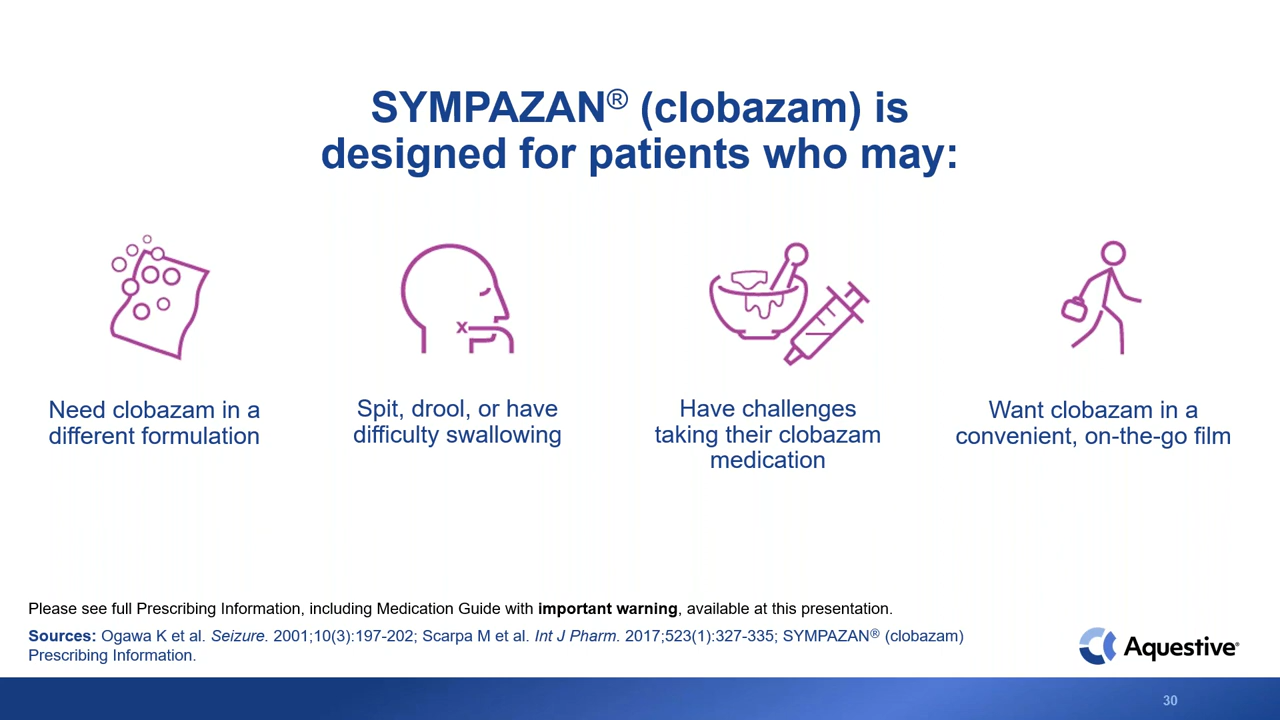 SYMPAZAN® (clobazam) is
designed for patients who may:
x
Need clobazam in a
different formulation
Spit, drool, or have
difficulty swallowing
Have challenges
taking their clobazam
medication
Want clobazam in a
convenient, on-the-go film
Please see full Prescribing Information, including Medication Guide with important warning, available at this presentation.
Sources: Ogawa K et al. Seizure. 2001;10(3):197-202; Scarpa M et al. Int J Pharm. 2017;523(1):327-335; SYMPAZAN® (clobazam)
Prescribing Information.
Aquestive®
30